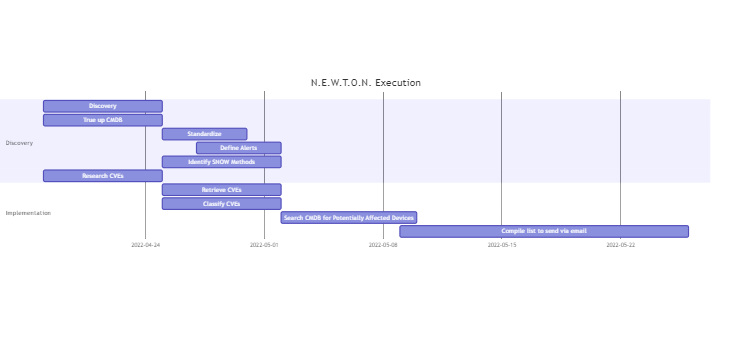 N.E.W.T.O.N. Execution
Discovery
Discovery
True up CMDB
Standardize
Define Alerts
Identify SHOW Methods
Research CVEs
Implementation
Retrieve CVEs
Classify CVEs
Search CMDB for Potentially Affected Devices
Compile list to send via email
2022-04-24
2022-05-01
2022-05-08
2022-05-15
2022-05-22